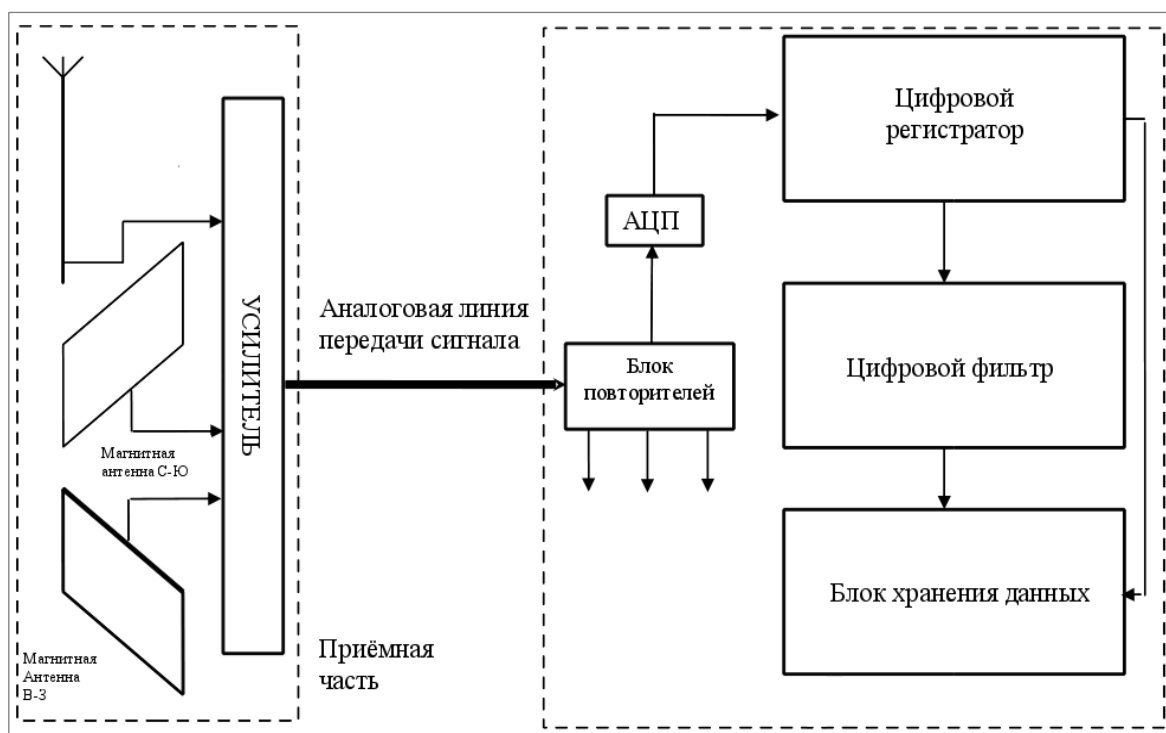 Цифровой
регистратор
АЦП
УСИЛИТЕЛЬ
Аналоговая линия
передачи сигнала
Блок
повторителей
Цифровой фильтр
Магнитная
антенна С-Ю
Блок хранения данных
Приёмная
часть
Магнитная
Антенна
В-З